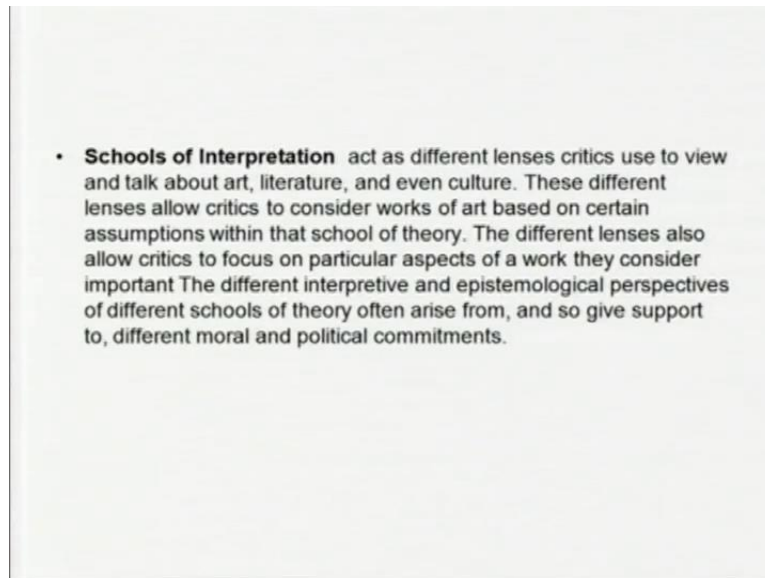 • Schools of Interpretation act as different lenses critics use to view
and talk about art, literature, and even culture. These different
lenses allow critics to consider works of art based on certain
assumptions within that school of theory. The different lenses also
allow critics to focus on particular aspects of a work they consider
important The different interpretive and epistemological perspectives
of different schools of theory often arise from, and so give support
to, different moral and political commitments.